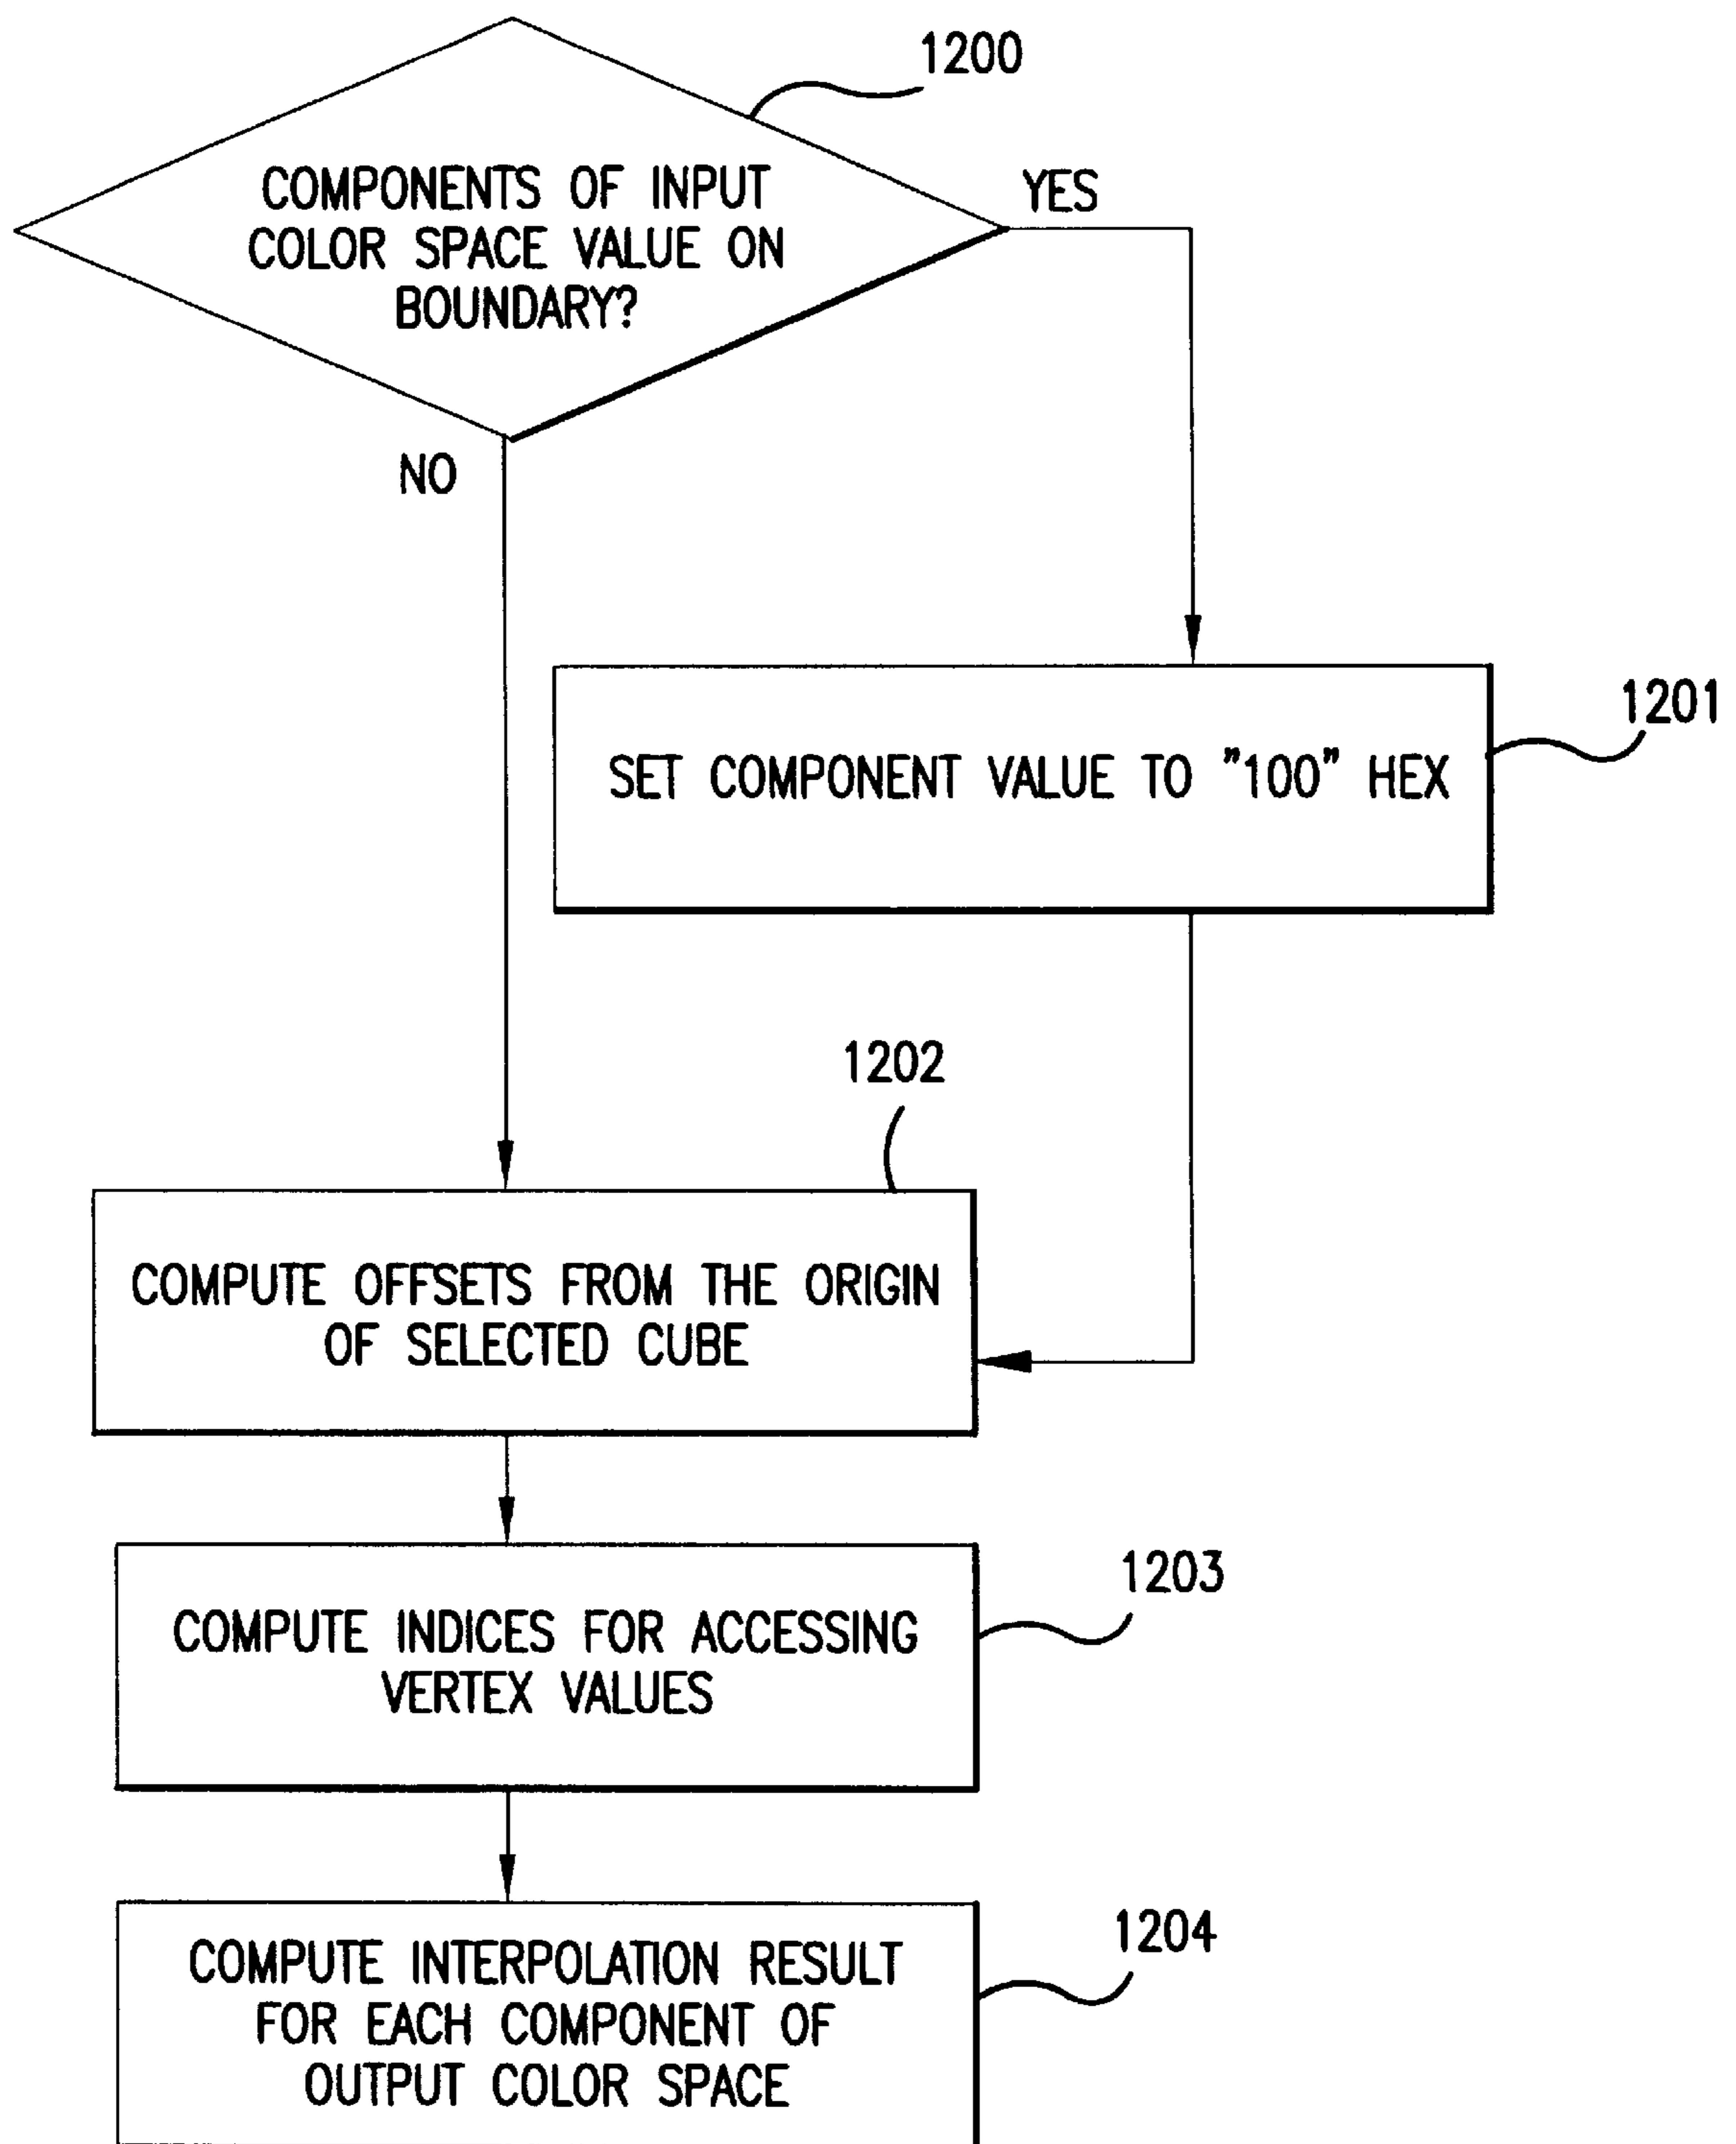 1200
COMPONENTS OF INPUT
COLOR SPACE VALUE ON
BOUNDARY?
YES
NO
1201
SET COMPONENT VALUE TO "100" HEX
1202
COMPUTE OFFSETS FROM THE ORIGIN
OF SELECTED CUBE
1203
COMPUTE INDICES FOR ACCESSING
VERTEX VALUES
1204
COMPUTE INTERPOLATION RESULT
FOR EACH COMPONENT OF
OUTPUT COLOR SPACE